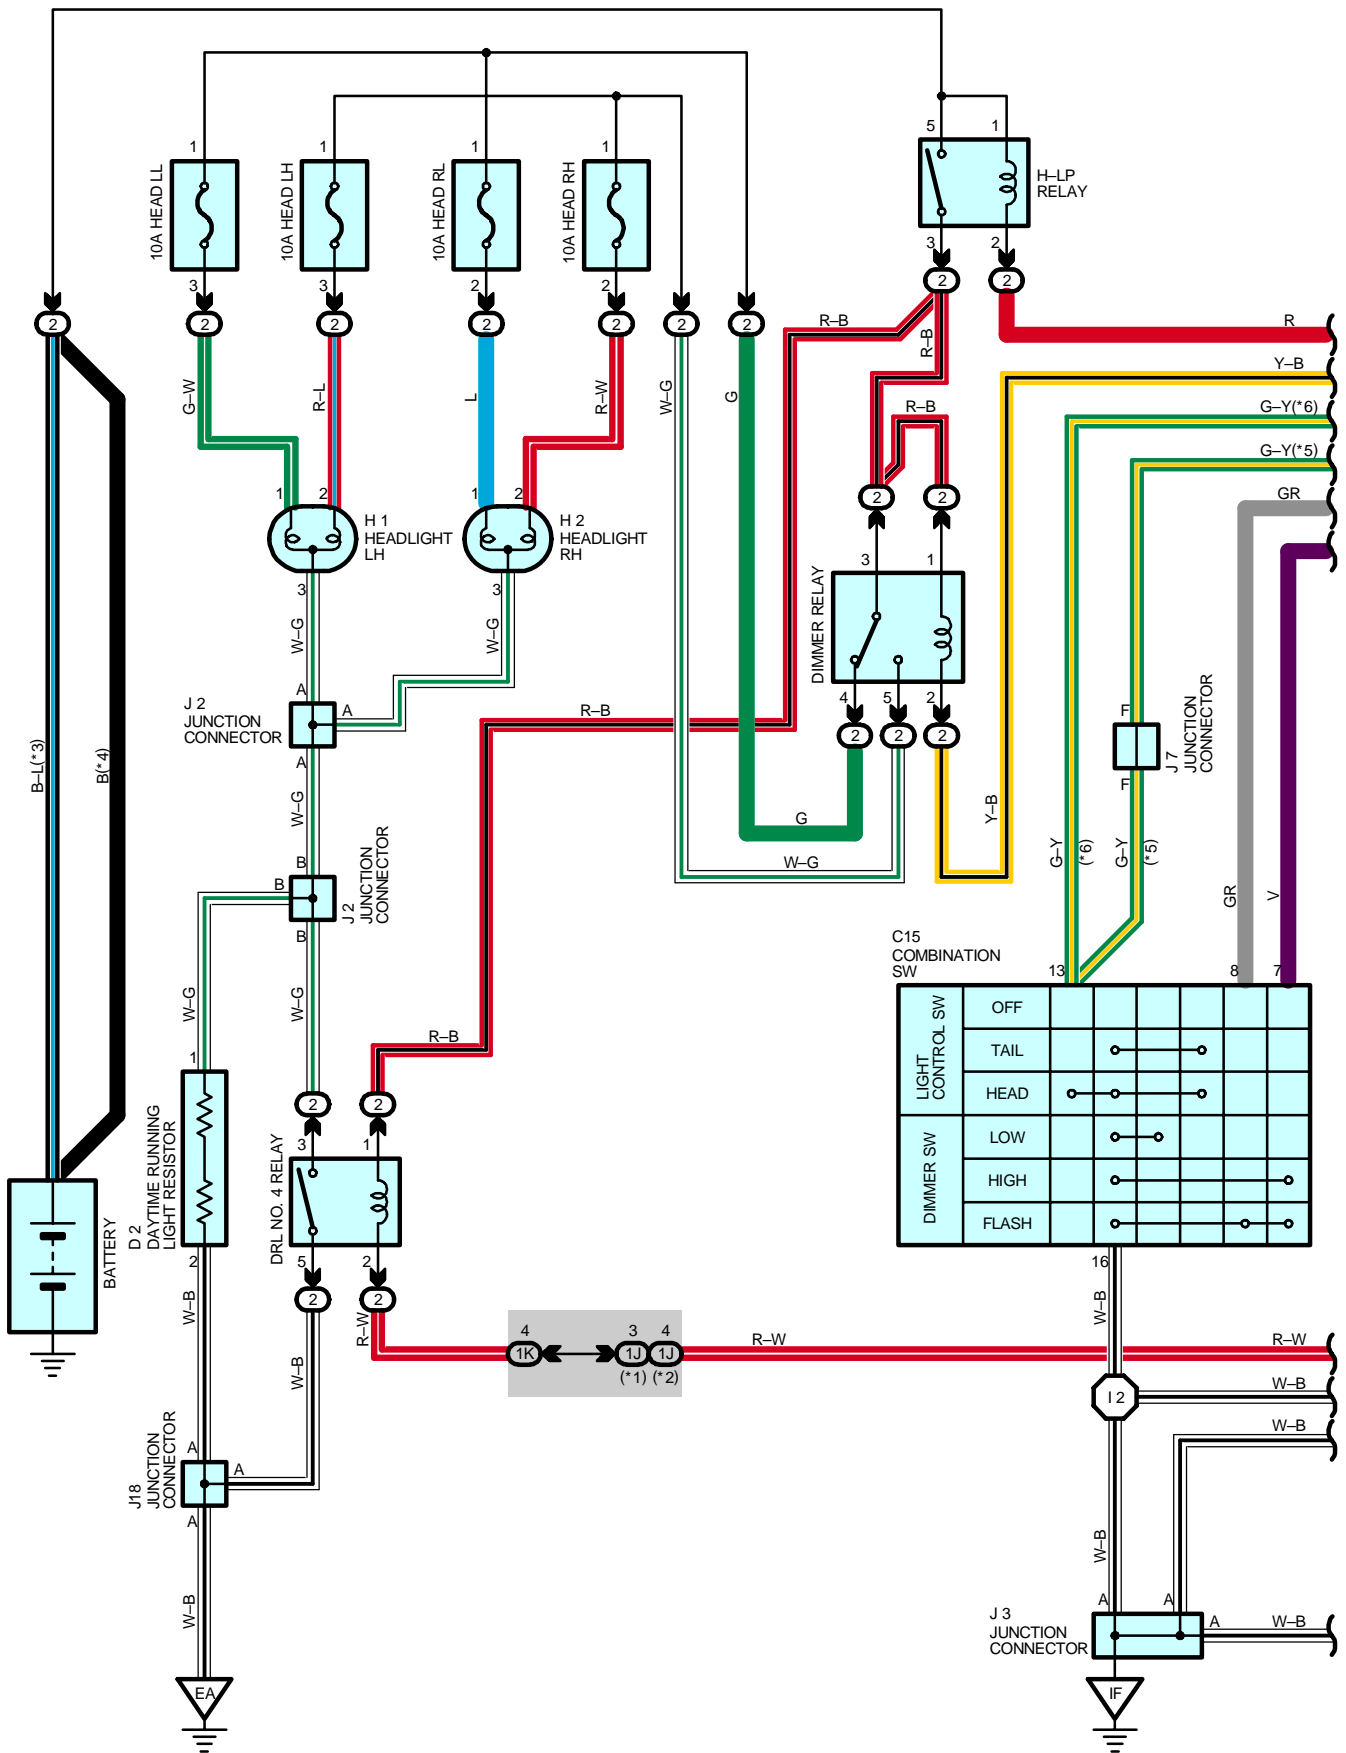 5
1
H–LP
RELAY
3
2
2
2
1
10A HEAD LL
3
2
1
10A HEAD LH
3
2
1
10A HEAD RL
2
2
1
10A HEAD RH
2
2
2
2
2
R–B
R–B
R–B
R
Y–B
G–Y(*6)
G–Y(*5)
GR
G–W
R–L
L
R–W
W–G
G
1
2
H 1
HEADLIGHT
LH
3
1
2
H 2
HEADLIGHT
RH
3
W–G
W–G
2
2
3
1
DIMMER RELAY
4
5
2
2
2
2
A
A
A
J 2
JUNCTION
CONNECTOR
R–B
F
F
J 7
JUNCTION
CONNECTOR
B–L(*3)
B(*4)
W–G
G
W–G
Y–B
G–Y
(*6)
G–Y
(*5)
GR
V
B
B
B
J 2
JUNCTION
CONNECTOR
W–G
W–G
R–B
C15
COMBINATION
SW
13
8
7
LIGHT
CONTROL SW
OFF
TAIL
HEAD
DIMMER SW
LOW
HIGH
FLASH
16
W–B
1
D 2
DAYTIME RUNNING
LIGHT RESISTOR
2
W–B
BATTERY
2
2
3
1
DRL NO. 4 RELAY
5
2
2
2
R–W
W–B
4
1K
3
1J
(*1)
4
1J
(*2)
R–W
R–W
I 2
W–B
W–B
W–B
A
A
A
J18
JUNCTION
CONNECTOR
W–B
EA
A
A
A
J 3
JUNCTION
CONNECTOR
W–B
IF